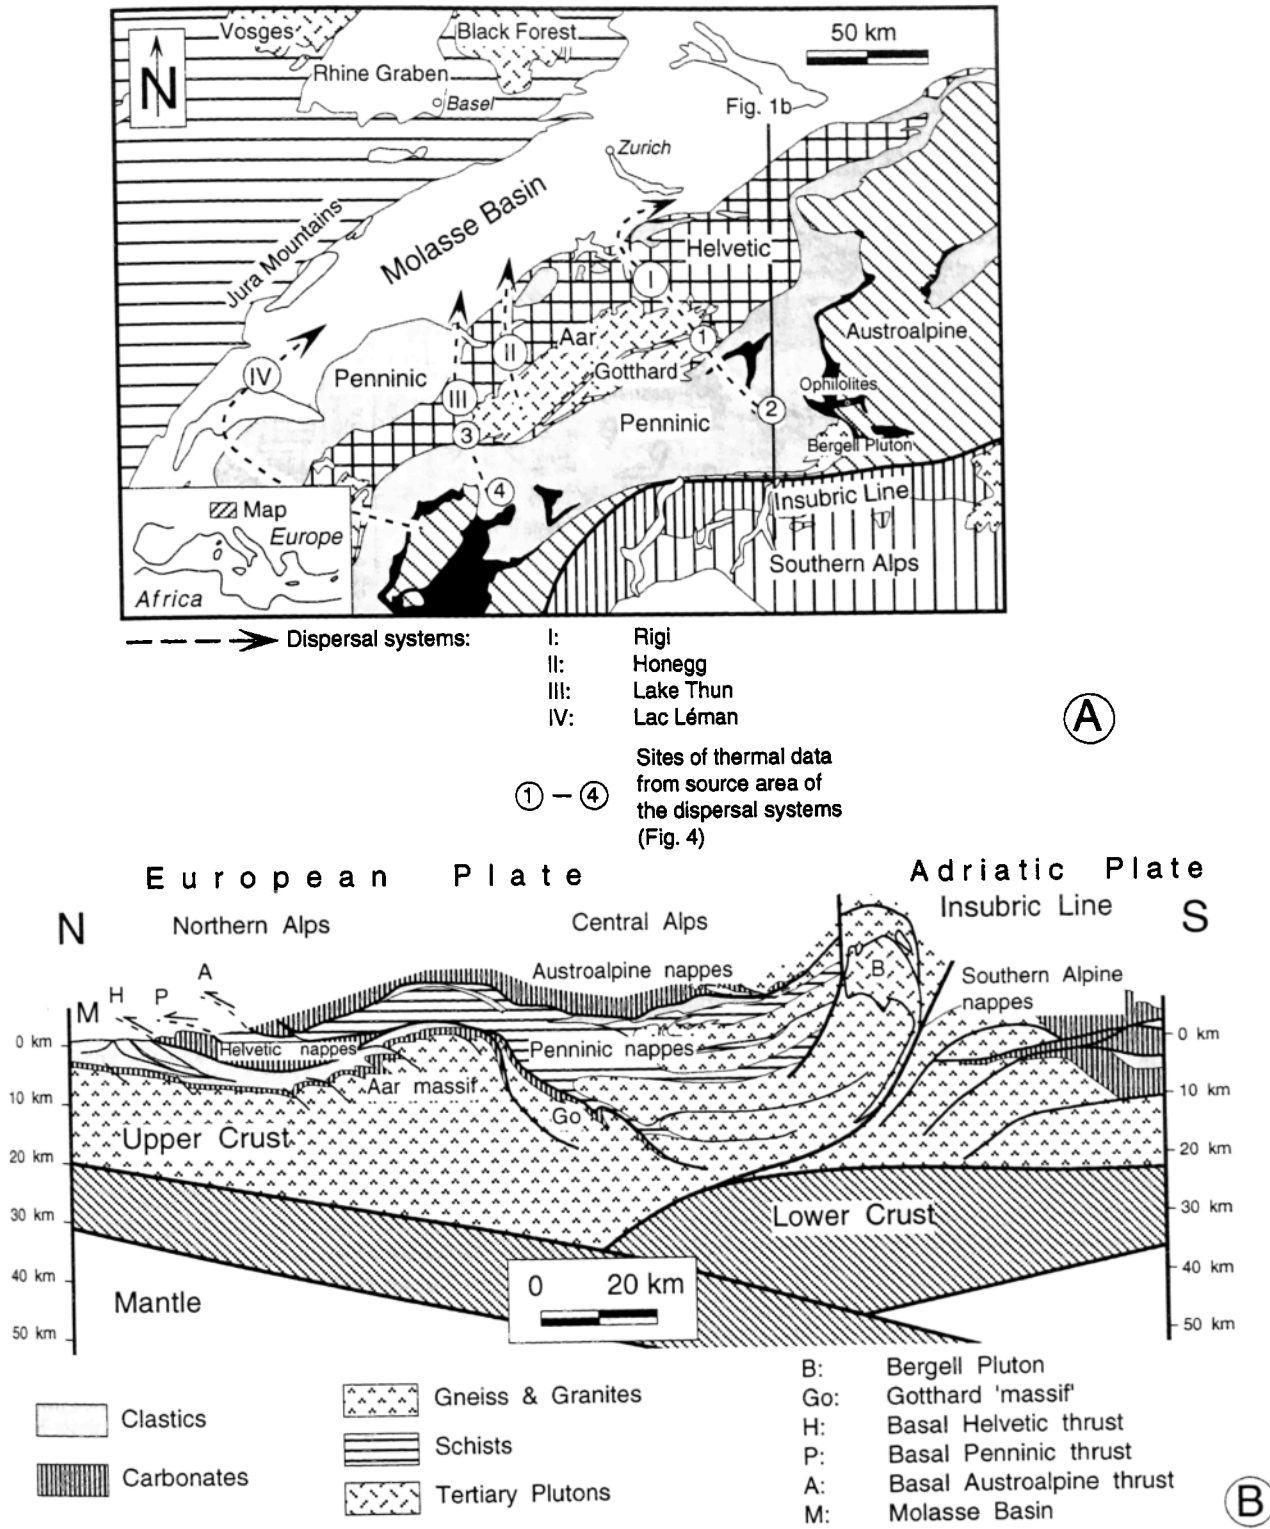 Vosges
Black Forest
50 km
N
Rhine Graben
Basel
Fig. 1b
Zurich
Molasse Basin
Jura Mountains
Helvetic
I
Aar
1
Austroalpine
II
Gotthard
IV
Penninic
III
Ophilolites
2
Penninic
3
Bergell Pluton
4
Insubric Line
Map
Europe
Southern Alps
Africa
Dispersal systems:
I: Rigi
II: Honegg
III: Lake Thun
IV: Lac Léman
A
1 – 4
Sites of thermal data
from source area of
the dispersal systems
(Fig. 4)
European Plate
Adriatic Plate
N
Northern Alps
Central Alps
Insubric Line
S
A
Austroalpine nappes
B
Southern Alpine
nappes
H
P
M
0 km
Helvetic nappes
Penninic nappes
0 km
Aar massif
10 km
Go
10 km
Upper Crust
20 km
20 km
30 km
Lower Crust
30 km
40 km
0 20 km
40 km
Mantle
50 km
50 km
Clastics
Carbonates
Gneiss & Granites
Schists
Tertiary Plutons
B: Bergell Pluton
Go: Gotthard 'massif'
H: Basal Helvetic thrust
P: Basal Penninic thrust
A: Basal Austroalpine thrust
M: Molasse Basin
B